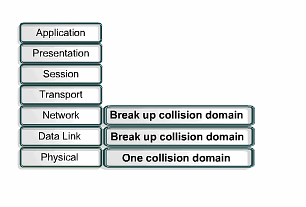 Application
Presentation
Session
Transport
Network Break up collision domain
Data Link Break up collision domain
Physical One collision domain